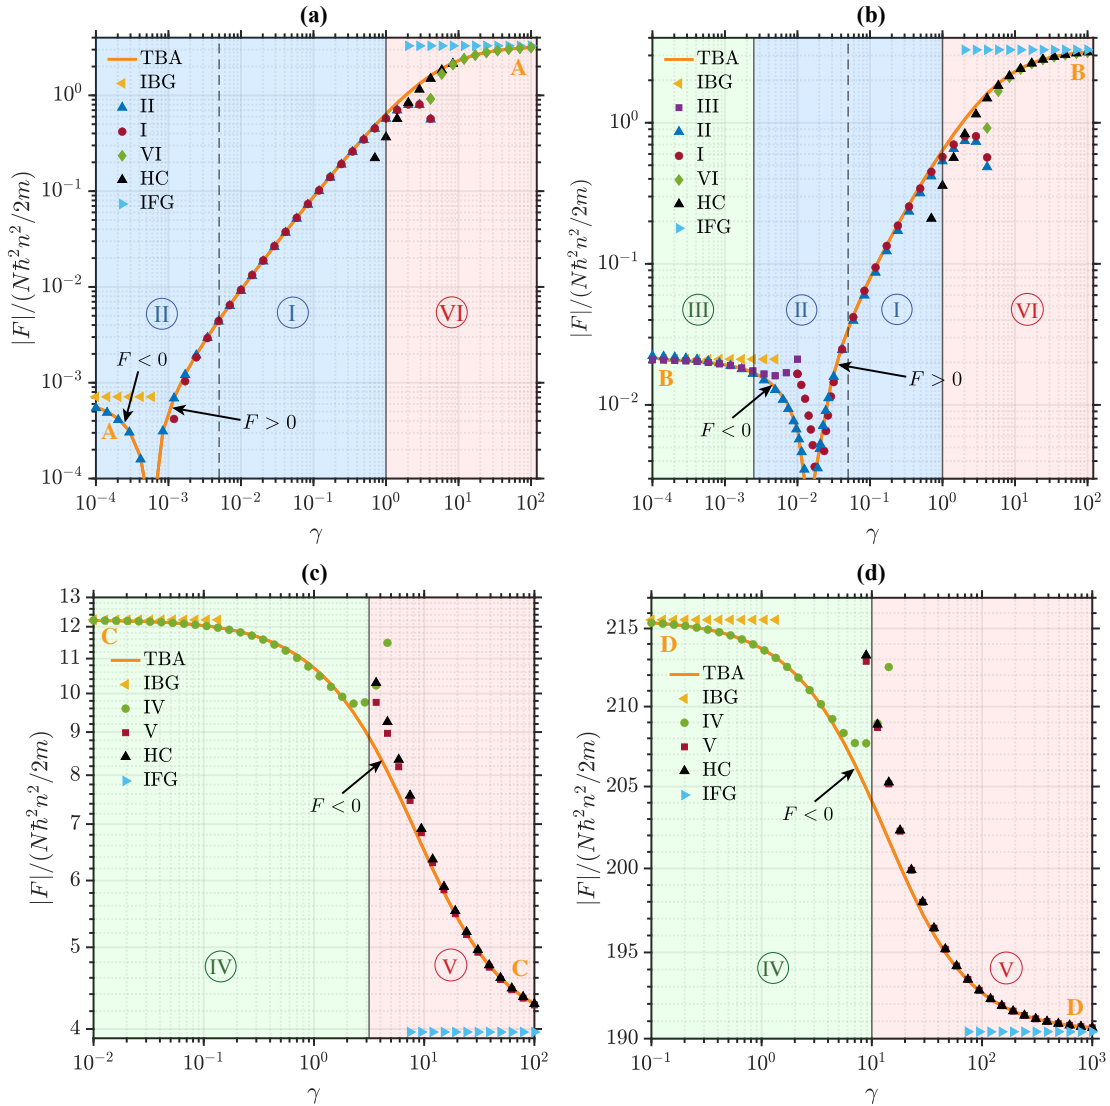 (a)
|F|/(Nℏ²n²/2m)
10⁰
10⁻¹
10⁻²
10⁻³
10⁻⁴
TBA
IBG
II
I
VI
HC
IFG
A
II
I
VI
F < 0
F > 0
A
10⁻⁴ 10⁻³ 10⁻² 10⁻¹ 10⁰ 10¹ 10²
γ
(b)
|F|/(Nℏ²n²/2m)
10⁰
10⁻¹
10⁻²
TBA
IBG
III
II
I
VI
HC
IFG
B
III
II
I
VI
B
F > 0
F < 0
10⁻⁴ 10⁻³ 10⁻² 10⁻¹ 10⁰ 10¹ 10²
γ
(c)
|F|/(Nℏ²n²/2m)
13
12
11
10
9
8
7
6
5
4
C
TBA
IBG
IV
V
HC
IFG
F < 0
IV
V
C
10⁻² 10⁻¹ 10⁰ 10¹ 10²
γ
(d)
|F|/(Nℏ²n²/2m)
215
210
205
200
195
190
D
TBA
IBG
IV
V
HC
IFG
F < 0
IV
V
D
10⁻¹ 10⁰ 10¹ 10² 10³
γ